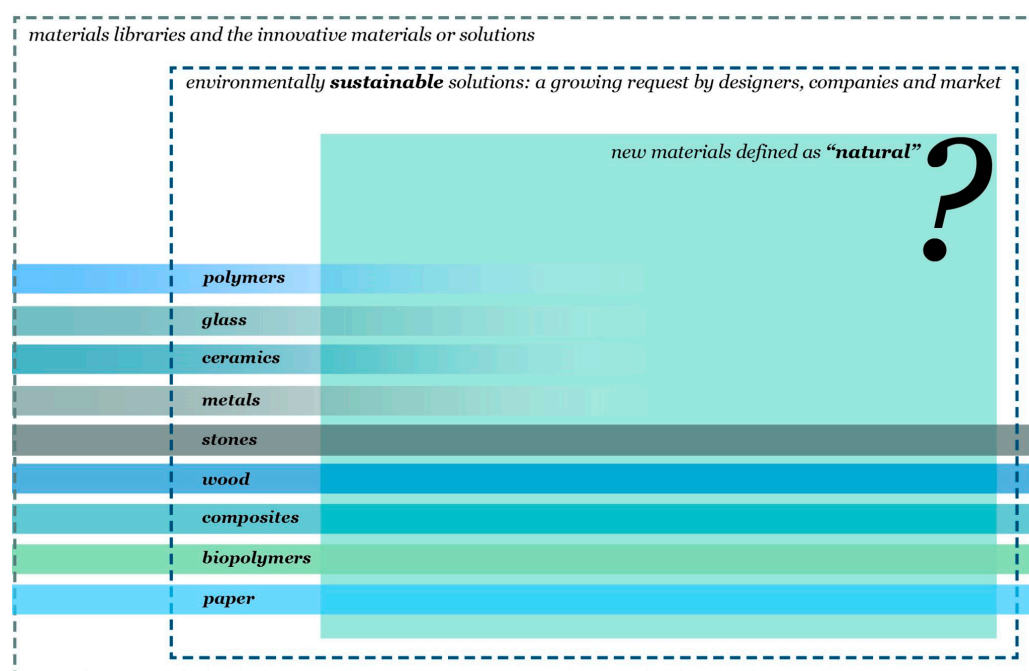 materials libraries and the innovative materials or solutions
environmentally sustainable solutions: a growing request by designers, companies and market
new materials defined as “natural”
?
polymers
glass
ceramics
metals
stones
wood
composites
biopolymers
paper